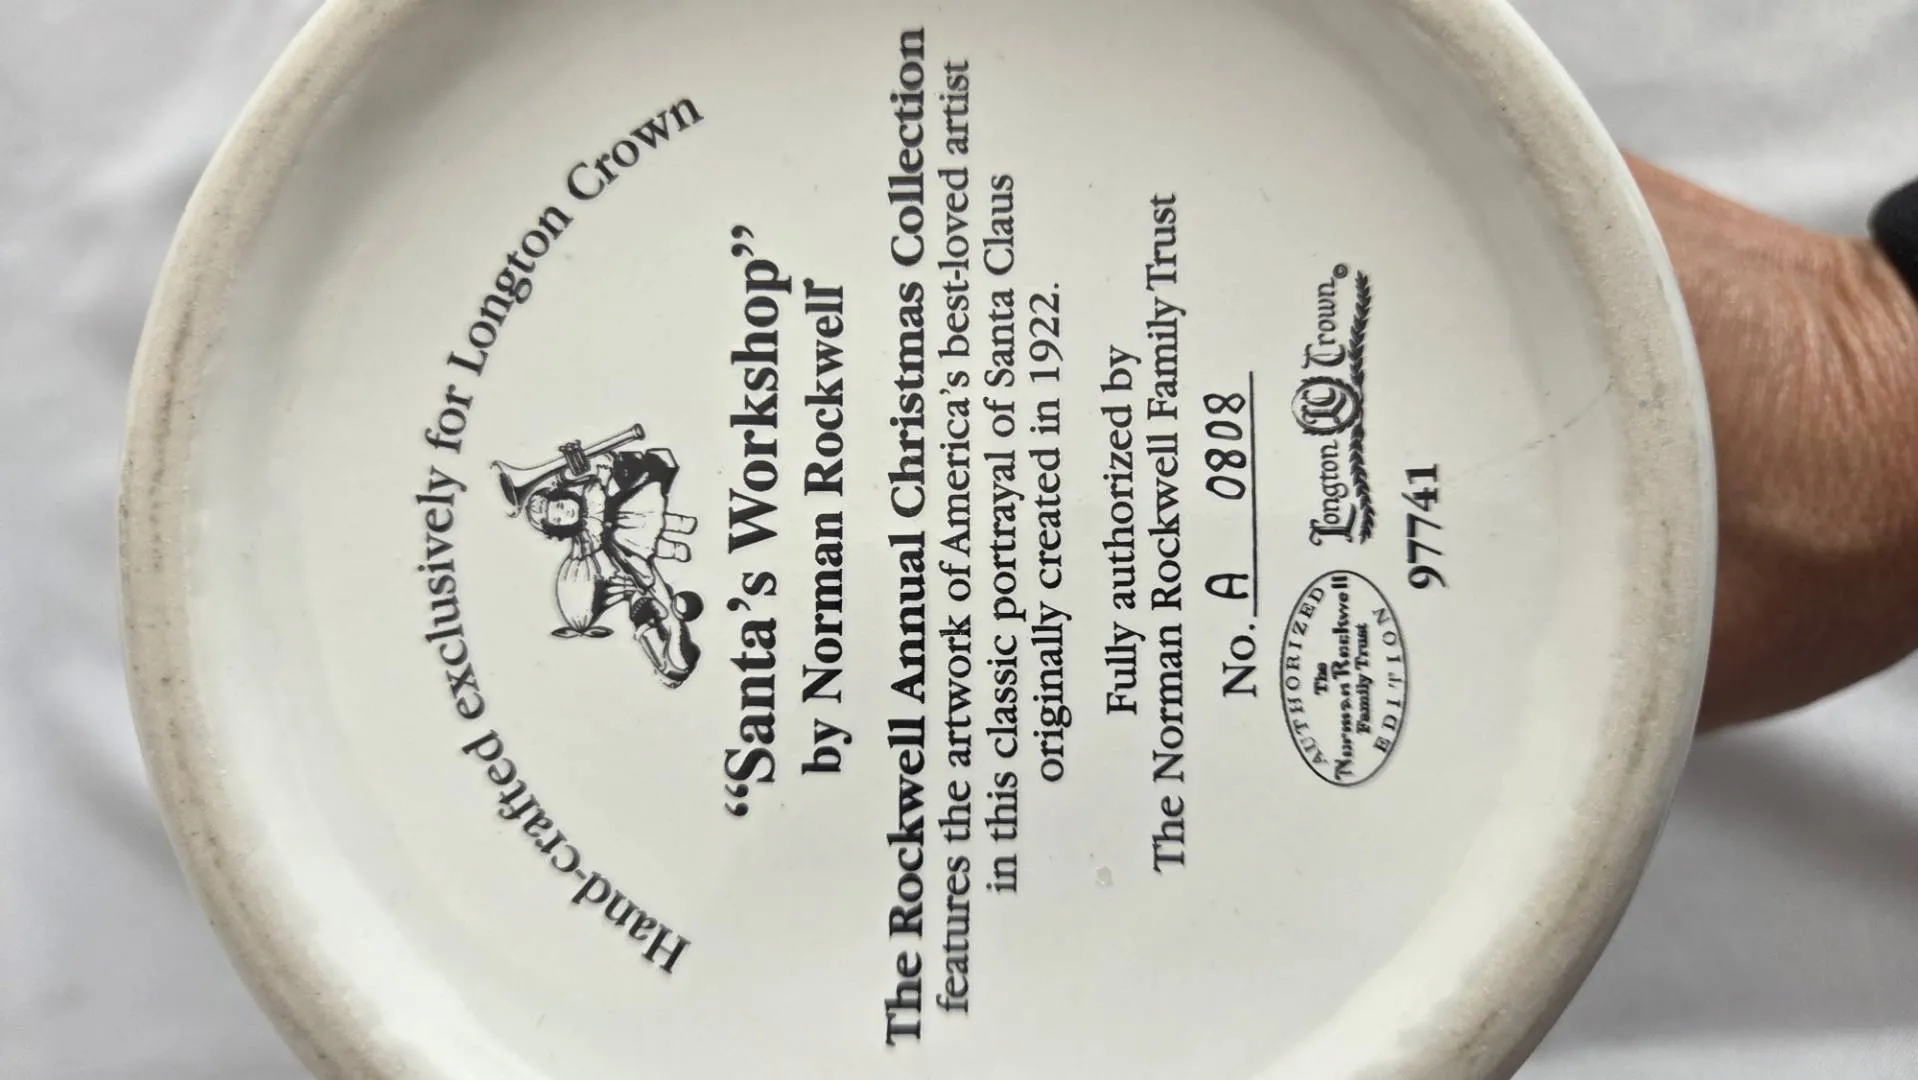 Hand-crafted exclusively for Longton Crown
“Santa’s Workshop”
by Norman Rockwell
The Rockwell Annual Christmas Collection
features the artwork of America’s best-loved artist
in this classic portrayal of Santa Claus
originally created in 1922.
Fully authorized by
The Norman Rockwell Family Trust
No. A 0808
AUTHORIZED
The
Norman Rockwell
Family Trust
EDITION
Longton LC Crown©
97741